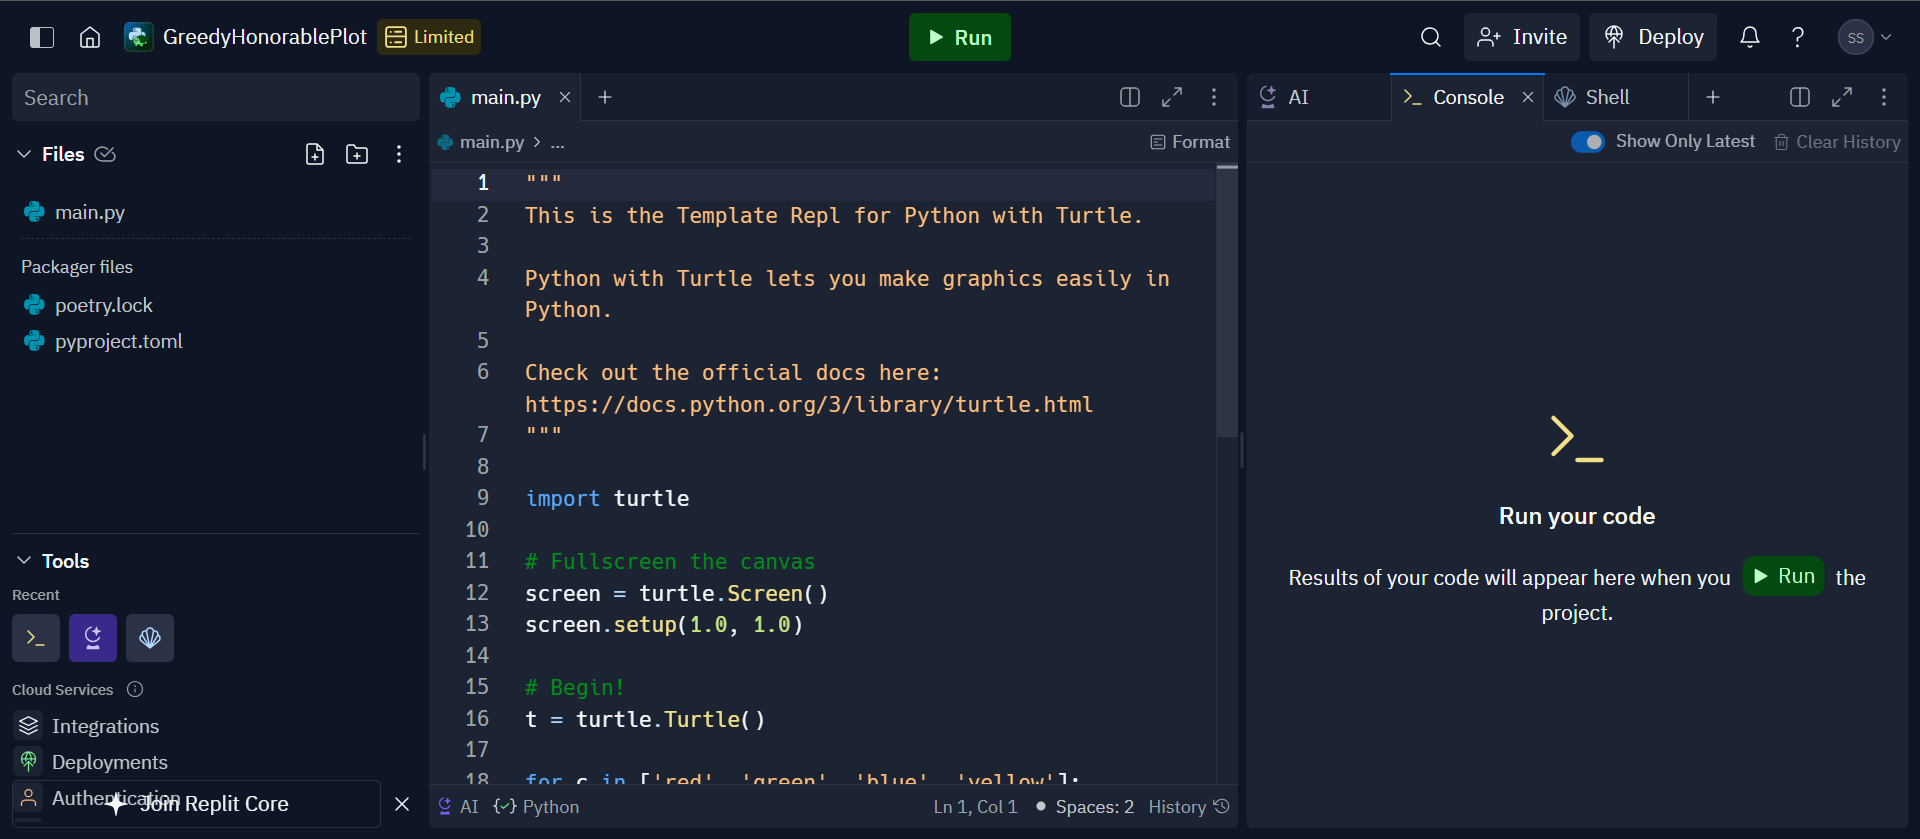 GreedyHonorablePlot
Limited
Run
Invite
Deploy
SS
Search
Files
main.py
Packager files
poetry.lock
pyproject.toml
Tools
Recent
Cloud Services
Integrations
Deployments
Authentication
Join Replit Core
main.py
main.py > ...
Format
1 """
2 This is the Template Repl for Python with Turtle.
3
4 Python with Turtle lets you make graphics easily in
Python.
5
6 Check out the official docs here:
https://docs.python.org/3/library/turtle.html
7 """
8
9 import turtle
10
11 # Fullscreen the canvas
12 screen = turtle.Screen()
13 screen.setup(1.0, 1.0)
14
15 # Begin!
16 t = turtle.Turtle()
17
18 for c in ['red', 'green', 'blue', 'yellow']:
AI
Python
Ln 1, Col 1
Spaces: 2
History
AI
Console
Shell
Show Only Latest
Clear History
Run your code
Results of your code will appear here when you Run the
project.